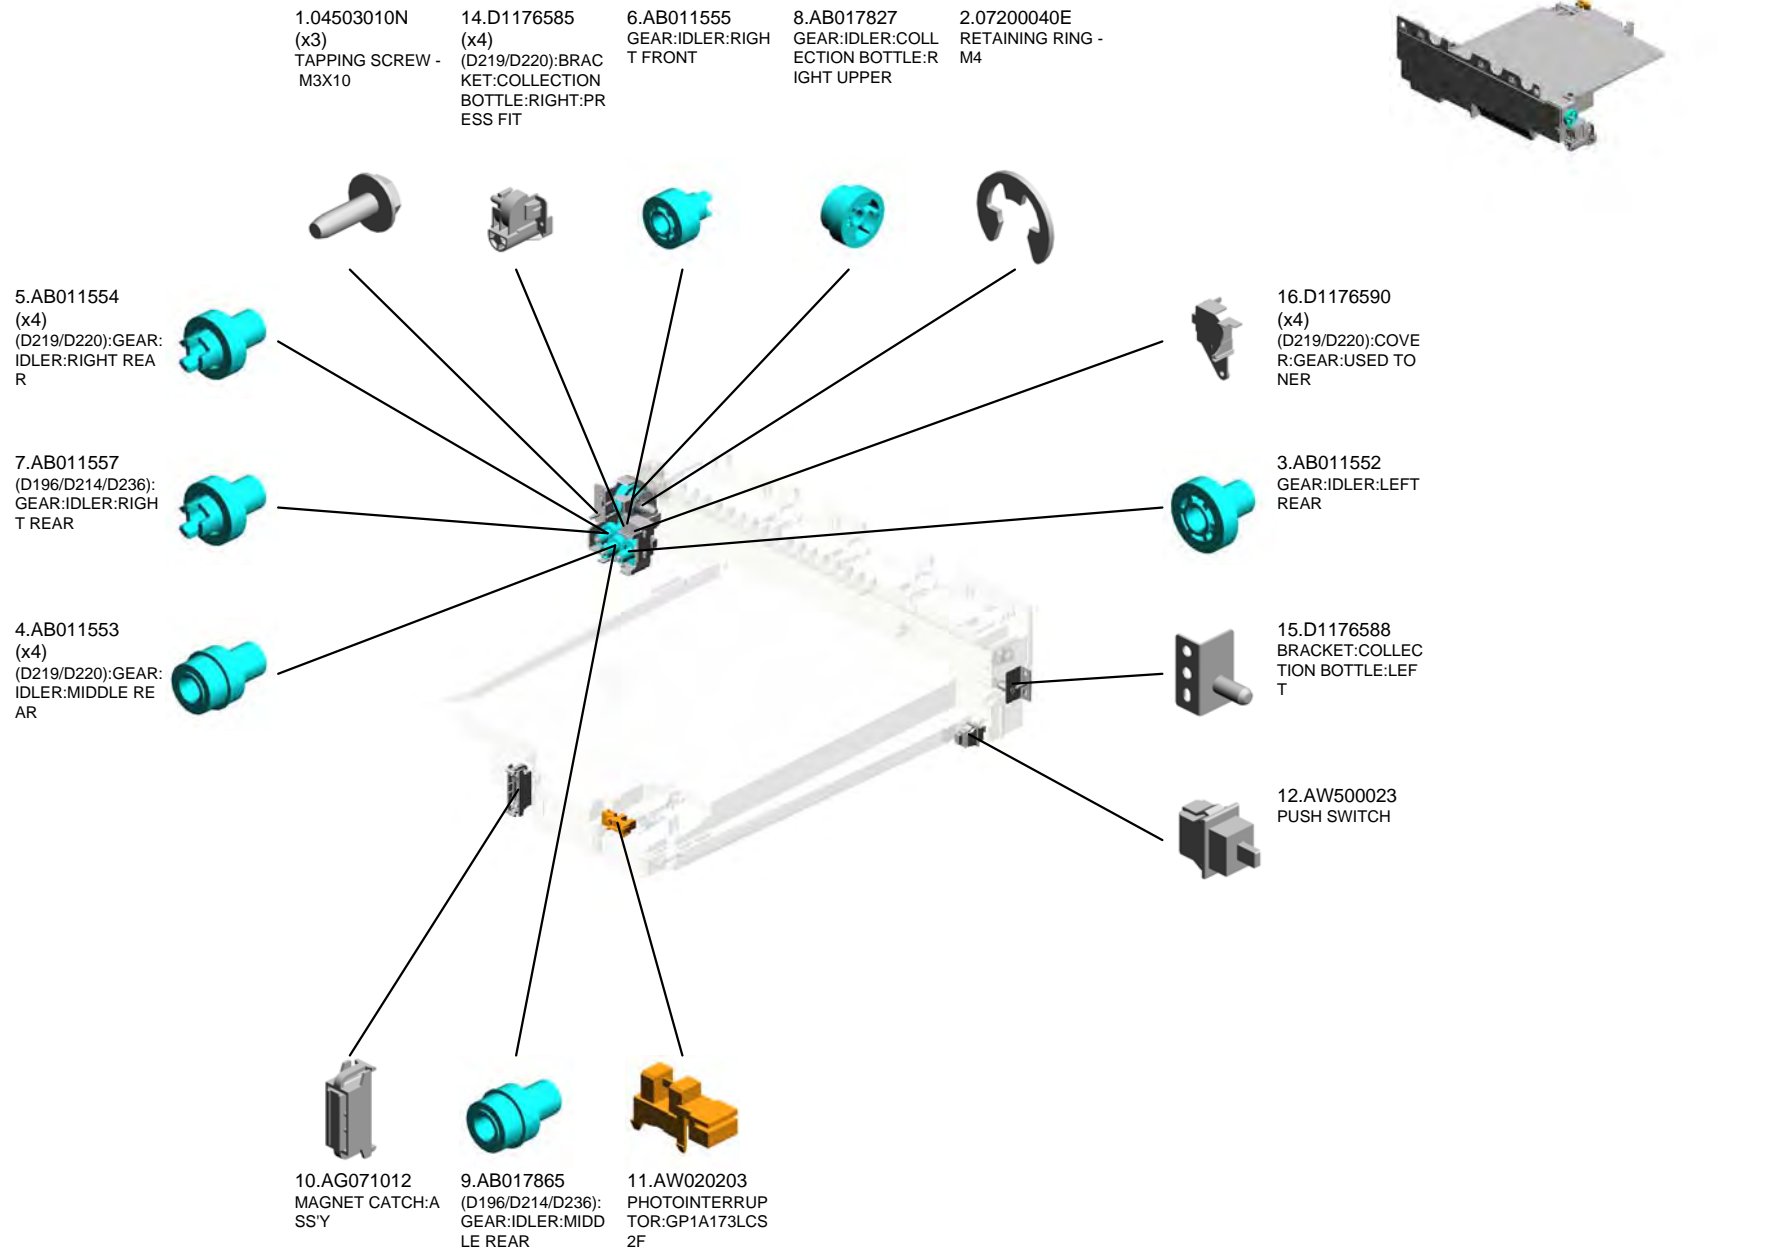 1.04503010N
(x3)
TAPPING SCREW -
M3X10
14.D1176585
(x4)
(D219/D220):BRAC
KET:COLLECTION
BOTTLE:RIGHT:PR
ESS FIT
6.AB011555
GEAR:IDLER:RIGH
T FRONT
8.AB017827
GEAR:IDLER:COLL
ECTION BOTTLE:R
IGHT UPPER
2.07200040E
RETAINING RING -
M4
5.AB011554
(x4)
(D219/D220):GEAR:
IDLER:RIGHT REA
R
16.D1176590
(x4)
(D219/D220):COVE
R:GEAR:USED TO
NER
7.AB011557
(D196/D214/D236):
GEAR:IDLER:RIGH
T REAR
3.AB011552
GEAR:IDLER:LEFT
REAR
4.AB011553
(x4)
(D219/D220):GEAR:
IDLER:MIDDLE RE
AR
15.D1176588
BRACKET:COLLEC
TION BOTTLE:LEF
T
12.AW500023
PUSH SWITCH
10.AG071012
MAGNET CATCH:A
SS'Y
9.AB017865
(D196/D214/D236):
GEAR:IDLER:MIDD
LE REAR
11.AW020203
PHOTOINTERRUP
TOR:GP1A173LCS
2F